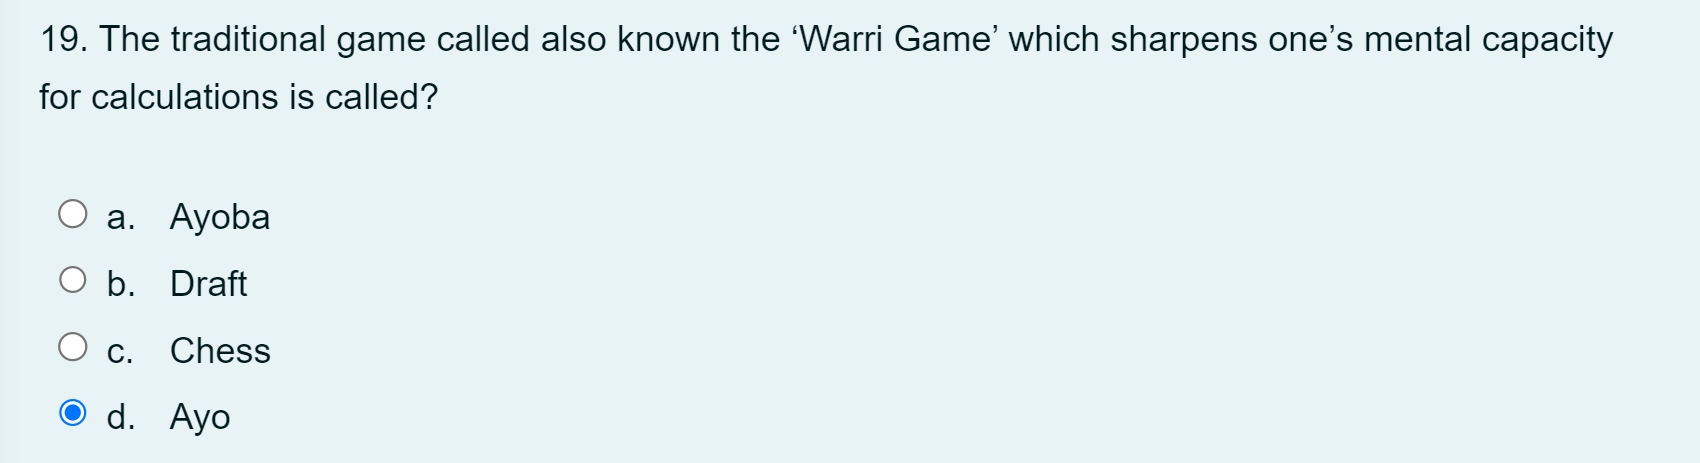 19. The traditional game called also known the ‘Warri Game’ which sharpens one’s mental capacity
for calculations is called?
a. Ayoba
b. Draft
c. Chess
d. Ayo